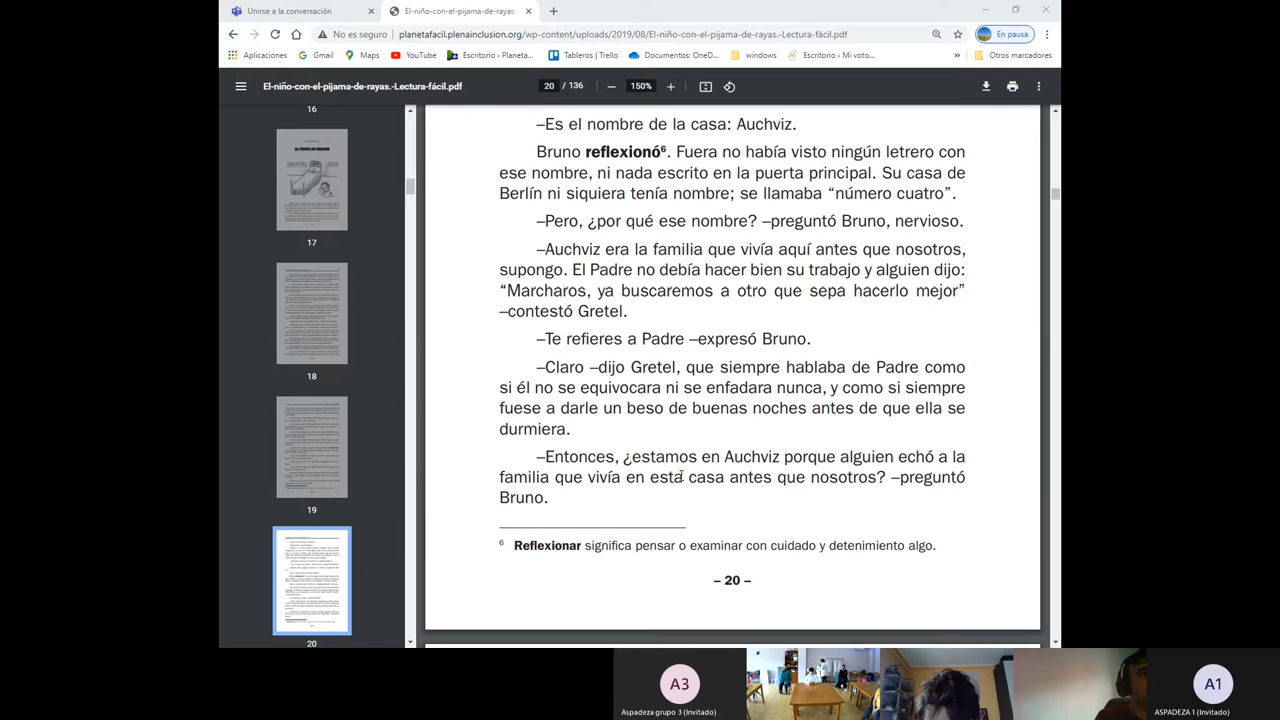 Unirse a la conversación
El-niño-con-el-pijama-de-rayas.
No es seguro
planetafacil.plenainclusion.org/wp-content/uploads/2019/08/El-niño-con-el-pijama-de-rayas.-Lectura-fácil.pdf
En pausa
Aplicaciones
Gmail
Maps
YouTube
Escritorio < Planeta...
Tableros | Trello
Documentos: OneD...
windows
Escritorio < Mi voto...
Otros marcadores
El-niño-con-el-pijama-de-rayas.-Lectura-fácil.pdf
20 / 136
150%
16
17
18
19
20
–Es el nombre de la casa: Auchviz.
Bruno reflexionó⁶. Fuera no había visto ningún letrero con
ese nombre, ni nada escrito en la puerta principal. Su casa de
Berlín ni siquiera tenía nombre: se llamaba “número cuatro”.
–Pero, ¿por qué ese nombre? –preguntó Bruno, nervioso.
–Auchviz era la familia que vivía aquí antes que nosotros,
supongo. El Padre no debía hacer bien su trabajo y alguien dijo:
“Marcharos, ya buscaremos a otro que sepa hacerlo mejor”
–contestó Gretel.
–Te refieres a Padre –expresó Bruno.
–Claro –dijo Gretel, que siempre hablaba de Padre como
si él no se equivocara ni se enfadara nunca, y como si siempre
fuese a darle un beso de buenas noches antes de que ella se
durmiera.
–Entonces, ¿estamos en Auchviz porque alguien echó a la
familia que vivía en esta casa antes que nosotros? –preguntó
Bruno.
6 Reflexionar significa pensar o examinar con cuidado y detenimiento algo.
– 20 –
A3
Aspadeza grupo 3 (Invitado)
A1
ASPADEZA 1 (Invitado)